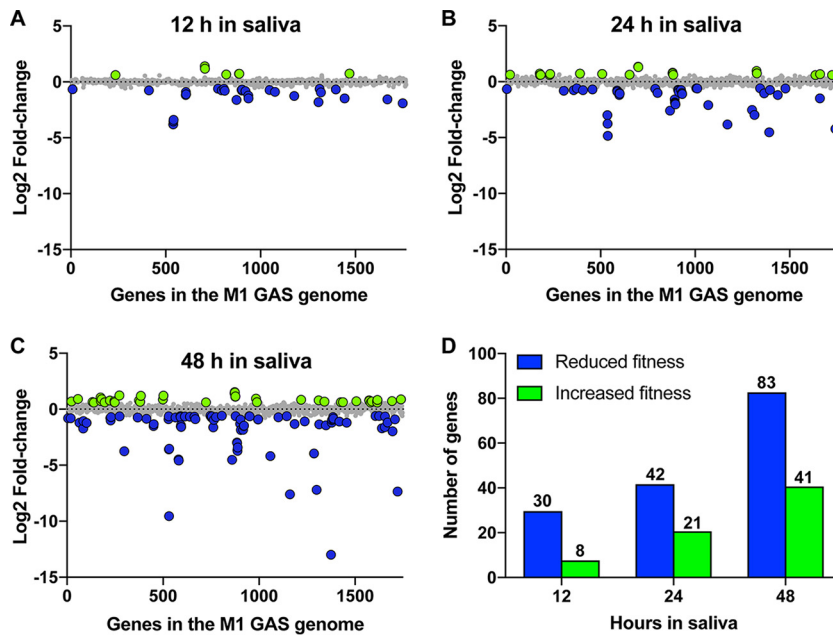 A
12 h in saliva
5
0
-5
-10
-15
Log2 Fold-change
0
500
1000
1500
Genes in the M1 GAS genome
B
24 h in saliva
5
0
-5
-10
-15
Log2 Fold-change
0
500
1000
1500
Genes in the M1 GAS genome
C
48 h in saliva
5
0
-5
-10
-15
Log2 Fold-change
0
500
1000
1500
Genes in the M1 GAS genome
D
Reduced fitness
Increased fitness
100
80
60
40
20
0
Number of genes
30
8
42
21
83
41
12
24
48
Hours in saliva